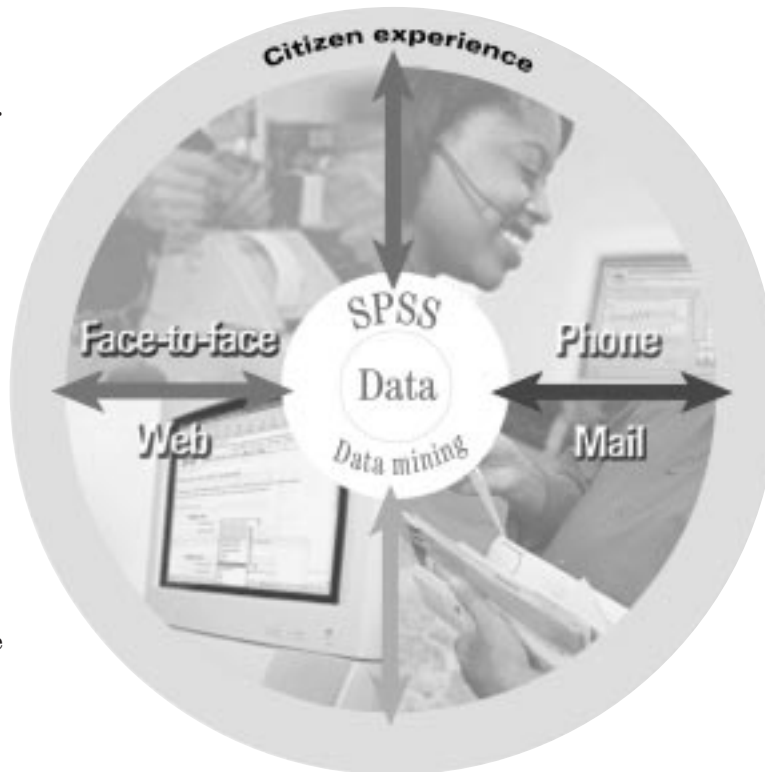 Citizen experience
SPSS
Face-to-face
Phone
Data
Web
Mail
Data mining